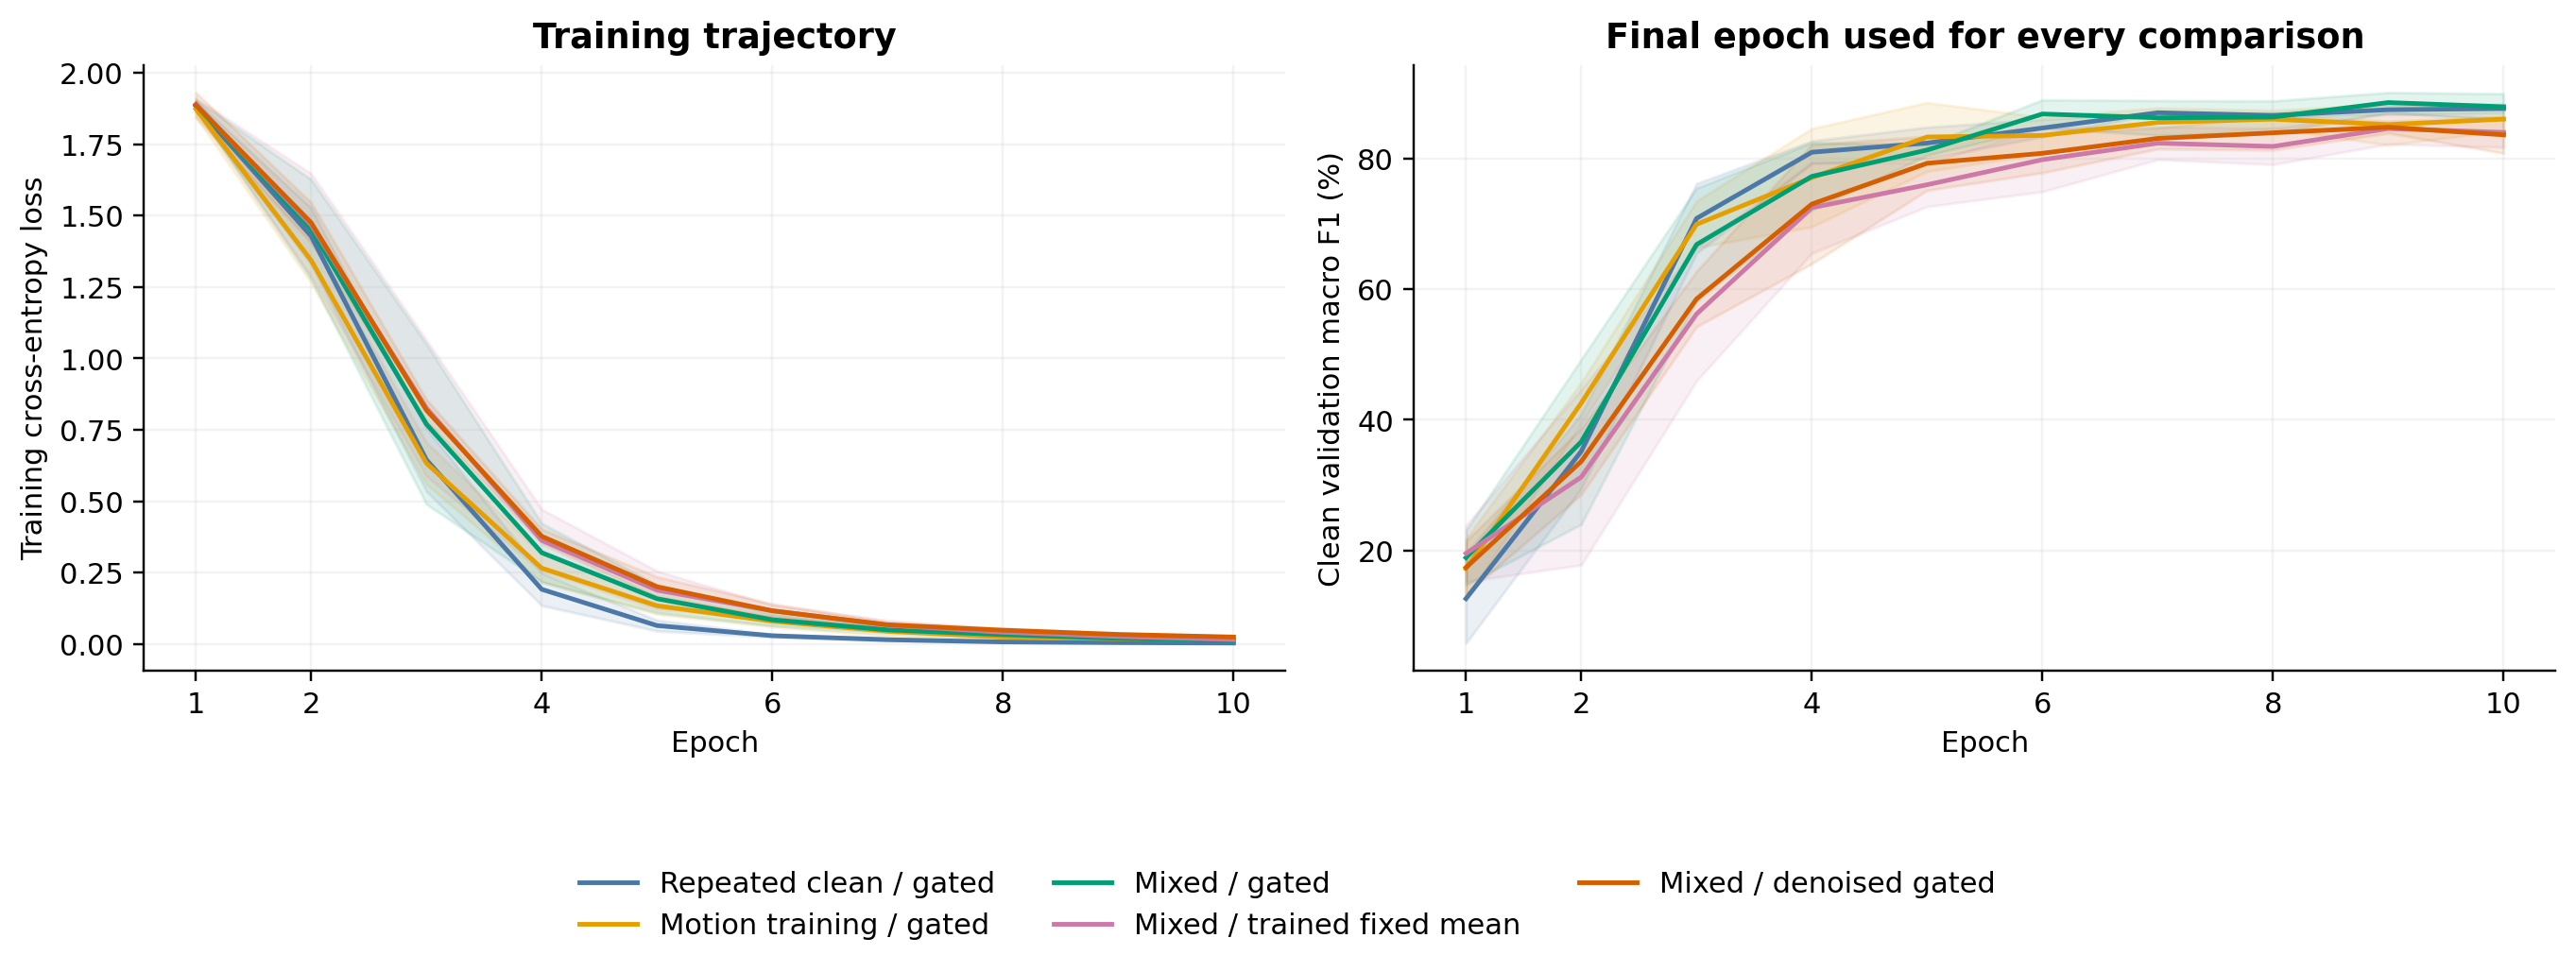 Training trajectory
Training cross-entropy loss
2.00
1.75
1.50
1.25
1.00
0.75
0.50
0.25
0.00
1 2 4 6 8 10
Epoch
Final epoch used for every comparison
Clean validation macro F1 (%)
80
60
40
20
1 2 4 6 8 10
Epoch
Repeated clean / gated
Motion training / gated
Mixed / gated
Mixed / trained fixed mean
Mixed / denoised gated